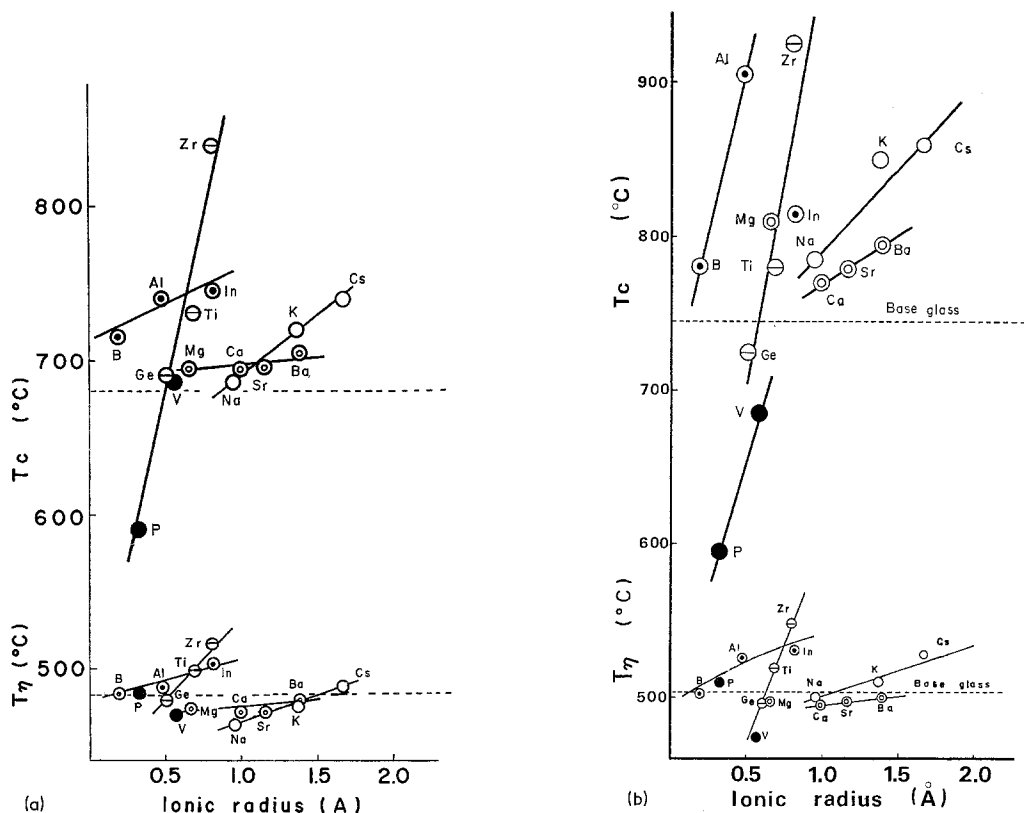 Tc (°C)
800
700
600
Zr
Al
In
Ti
B
Mg
Ca
Ge
V
Na
Sr
Ba
K
Cs
P
Tη (°C)
500
B
P
Al
Ti
Zr
In
Ge
V
Mg
Na
Ca
Sr
Ba
K
Cs
0.5 1.0 1.5 2.0
(a) Ionic radius (A)
Tc (°C)
900
800
700
600
Al
Zr
K
Cs
Mg
In
B
Ti
Na
Ca
Sr
Ba
Base glass
Ge
V
P
Tη (°C)
500
Zr
Al
In
B
P
Ti
Ge
Mg
V
Na
Ca
Sr
K
Ba
Cs
Base glass
0.5 1.0 1.5 2.0
(b) Ionic radius (Å)